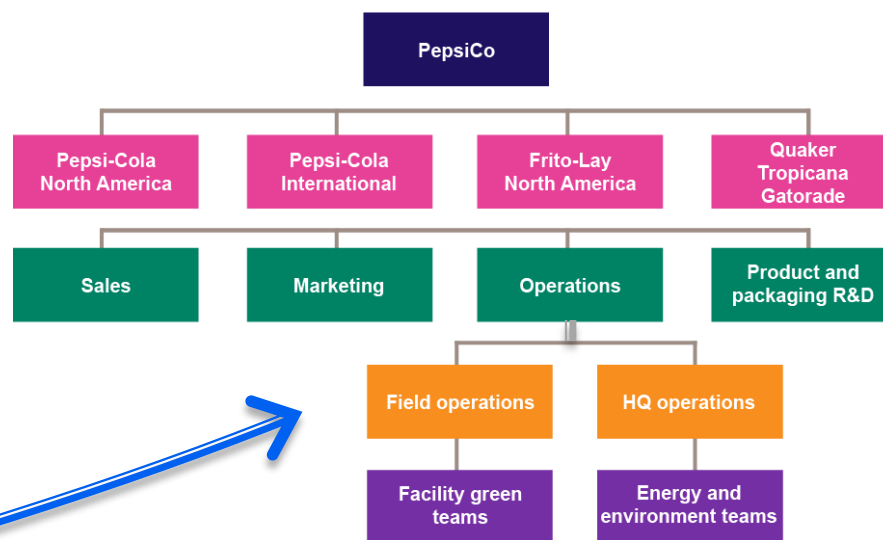 PepsiCo
Pepsi-Cola
North America
Pepsi-Cola
International
Frito-Lay
North America
Quaker
Tropicana
Gatorade
Sales
Marketing
Operations
Product and
packaging R&D
Field operations
HQ operations
Facility green
teams
Energy and
environment teams